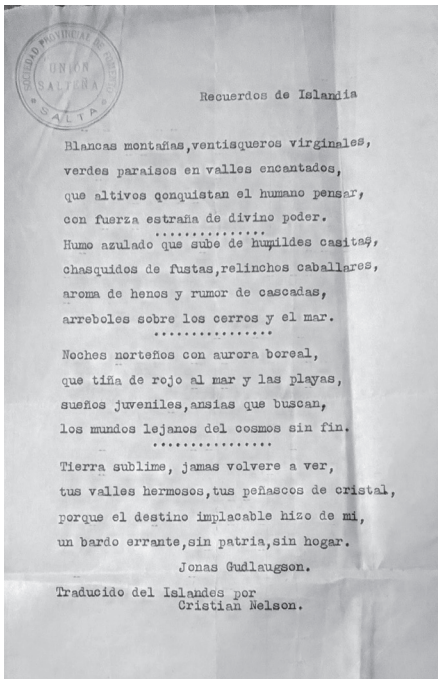 SOCIEDAD PROVINCIAL DE FOMENTO
UNION
SALTEÑA
* SALTA *
Recuerdos de Islandia
Blancas montañas,ventisqueros virginales,
verdes paraisos en valles encantados,
que altivos qonquistan el humano pensar,
con fuerza estraña de divino poder.
................
Humo azulado que sube de humildes casitas,
chasquidos de fustas,relinchos caballares,
aroma de henos y rumor de cascadas,
arreboles sobre los cerros y el mar.
................
Noches norteños con aurora boreal,
que tiña de rojo al mar y las playas,
sueños juveniles,ansias que buscan,
los mundos lejanos del cosmos sin fin.
................
Tierra sublime, jamas volvere a ver,
tus valles hermosos,tus peñascos de cristal,
porque el destino implacable hizo de mi,
un bardo errante,sin patria,sin hogar.
Jonas Gudlaugson.
Traducido del Islandes por
Cristian Nelson.